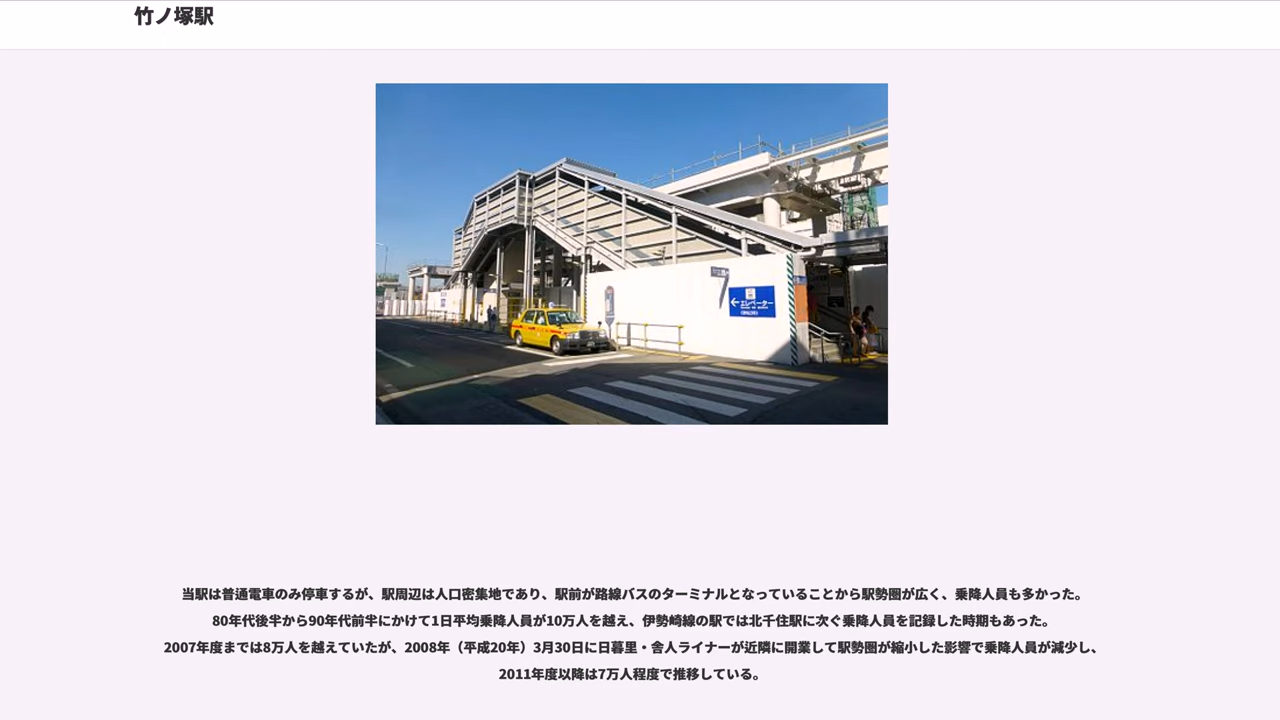 竹ノ塚駅
エレベーター
当駅は普通電車のみ停車するが、駅周辺は人口密集地であり、駅前が路線バスのターミナルとなっていることから駅勢圏が広く、乗降人員も多かった。
80年代後半から90年代前半にかけて1日平均乗降人員が10万人を越え、伊勢崎線の駅では北千住駅に次ぐ乗降人員を記録した時期もあった。
2007年度までは8万人を越えていたが、2008年（平成20年）3月30日に日暮里・舎人ライナーが近隣に開業して駅勢圏が縮小した影響で乗降人員が減少し、
2011年度以降は7万人程度で推移している。